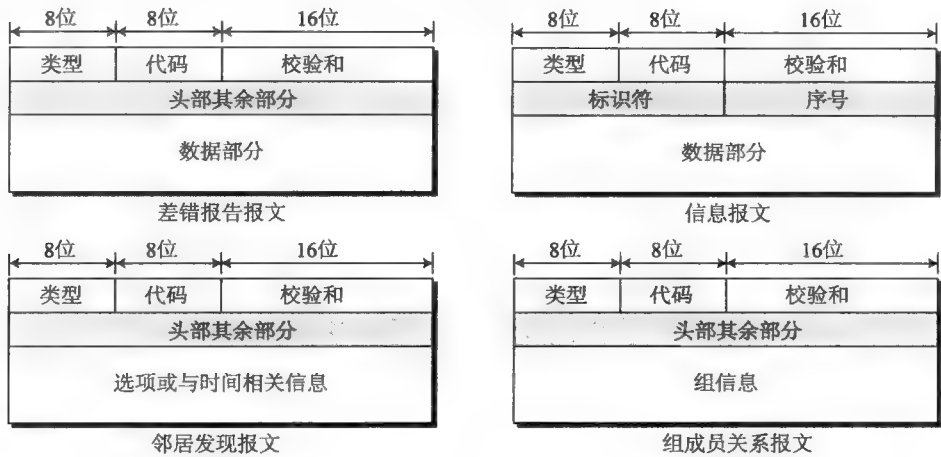 8位 8位 16位
类型 代码 校验和
头部其余部分
数据部分
差错报告报文
8位 8位 16位
类型 代码 校验和
标识符 序号
数据部分
信息报文
8位 8位 16位
类型 代码 校验和
头部其余部分
选项或与时间相关信息
邻居发现报文
8位 8位 16位
类型 代码 校验和
头部其余部分
组信息
组成员关系报文